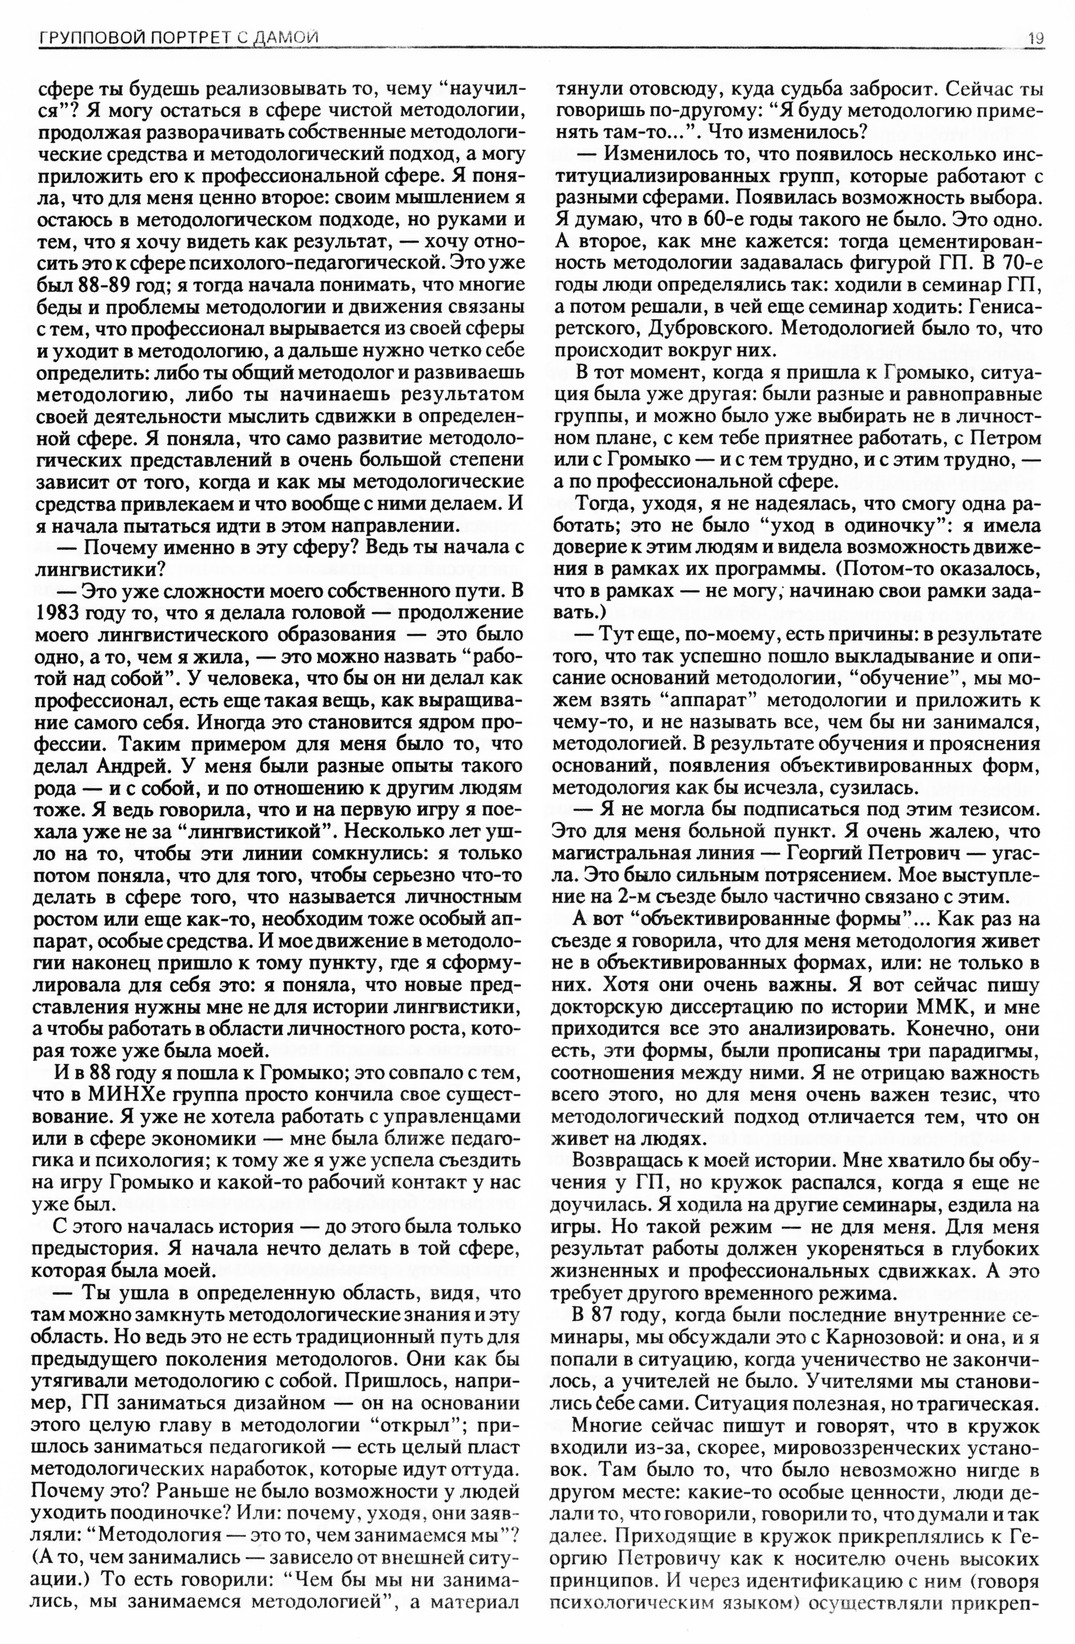 ГРУППОВОЙ ПОРТРЕТ С ДАМОЙ
19
сфере ты будешь реализовывать то, чему “научил-
ся”? Я могу остаться в сфере чистой методологии,
продолжая разворачивать собственные методологи-
ческие средства и методологический подход, а могу
приложить его к профессиональной сфере. Я поня-
ла, что для меня ценно второе: своим мышлением я
остаюсь в методологическом подходе, но руками и
тем, что я хочу видеть как результат, — хочу отно-
сить это к сфере психолого-педагогической. Это уже
был 88-89 год; я тогда начала понимать, что многие
беды и проблемы методологии и движения связаны
с тем, что профессионал вырывается из своей сферы
и уходит в методологию, а дальше нужно четко себе
определить: либо ты общий методолог и развиваешь
методологию, либо ты начинаешь результатом
своей деятельности мыслить сдвижки в определен-
ной сфере. Я поняла, что само развитие методоло-
гических представлений в очень большой степени
зависит от того, когда и как мы методологические
средства привлекаем и что вообще с ними делаем. И
я начала пытаться идти в этом направлении.
— Почему именно в эту сферу? Ведь ты начала с
лингвистики?
— Это уже сложности моего собственного пути. В
1983 году то, что я делала головой — продолжение
моего лингвистического образования — это было
одно, а то, чем я жила, — это можно назвать “рабо-
той над собой”. У человека, что бы он ни делал как
профессионал, есть еще такая вещь, как выращива-
ние самого себя. Иногда это становится ядром про-
фессии. Таким примером для меня было то, что
делал Андрей. У меня были разные опыты такого
рода — и с собой, и по отношению к другим людям
тоже. Я ведь говорила, что и на первую игру я пое-
хала уже не за “лингвистикой”. Несколько лет уш-
ло на то, чтобы эти линии сомкнулись: я только
потом поняла, что для того, чтобы серьезно что-то
делать в сфере того, что называется личностным
ростом или еще как-то, необходим тоже особый ап-
парат, особые средства. И мое движение в методоло-
гии наконец пришло к тому пункту, где я сформу-
лировала для себя это: я поняла, что новые пред-
ставления нужны мне не для истории лингвистики,
а чтобы работать в области личностного роста, кото-
рая тоже уже была моей.
И в 88 году я пошла к Громыко; это совпало с тем,
что в МИНХе группа просто кончила свое сущест-
вование. Я уже не хотела работать с управленцами
или в сфере экономики — мне была ближе педаго-
гика и психология; к тому же я уже успела съездить
на игру Громыко и какой-то рабочий контакт у нас
уже был.
С этого началась история — до этого была только
предыстория. Я начала нечто делать в той сфере,
которая была моей.
— Ты ушла в определенную область, видя, что
там можно замкнуть методологические знания и эту
область. Но ведь это не есть традиционный путь для
предыдущего поколения методологов. Они как бы
утягивали методологию с собой. Пришлось, напри-
мер, ГП заниматься дизайном — он на основании
этого целую главу в методологии “открыл”; при-
шлось заниматься педагогикой — есть целый пласт
методологических наработок, которые идут оттуда.
Почему это? Раньше не было возможности у людей
уходить поодиночке? Или: почему, уходя, они заяв-
ляли: “Методология — это то, чем занимаемся мы”?
(А то, чем занимались — зависело от внешней ситу-
ации.) То есть говорили: “Чем бы мы ни занима-
лись, мы занимаемся методологией”, а материал
тянули отовсюду, куда судьба забросит. Сейчас ты
говоришь по-другому: “Я буду методологию приме-
нять там-то...”. Что изменилось?
— Изменилось то, что появилось несколько инс-
титуциализированных групп, которые работают с
разными сферами. Появилась возможность выбора.
Я думаю, что в 60-е годы такого не было. Это одно.
А второе, как мне кажется: тогда цементирован-
ность методологии задавалась фигурой ГП. В 70-е
годы люди определялись так: ходили в семинар ГП,
а потом решали, в чей еще семинар ходить: Гениса-
ретского, Дубровского. Методологией было то, что
происходит вокруг них.
В тот момент, когда я пришла к Громыко, ситуа-
ция была уже другая: были разные и равноправные
группы, и можно было уже выбирать не в личност-
ном плане, с кем тебе приятнее работать, с Петром
или с Громыко — и с тем трудно, и с этим трудно, —
а по профессиональной сфере.
Тогда, уходя, я не надеялась, что смогу одна ра-
ботать; это не было “уход в одиночку”: я имела
доверие к этим людям и видела возможность движе-
ния в рамках их программы. (Потом-то оказалось,
что в рамках — не могу, начинаю свои рамки зада-
вать.)
— Тут еще, по-моему, есть причины: в результате
того, что так успешно пошло выкладывание и опи-
сание оснований методологии, “обучение”, мы мо-
жем взять “аппарат” методологии и приложить к
чему-то, и не называть все, чем бы ни занимался,
методологией. В результате обучения и прояснения
оснований, появления объективированных форм,
методология как бы исчезла, сузилась.
— Я не могла бы подписаться под этим тезисом.
Это для меня больной пункт. Я очень жалею, что
магистральная линия — Георгий Петрович — угас-
ла. Это было сильным потрясением. Мое выступле-
ние на 2-м съезде было частично связано с этим.
А вот “объективированные формы”... Как раз на
съезде я говорила, что для меня методология живет
не в объективированных формах, или: не только в
них. Хотя они очень важны. Я вот сейчас пишу
докторскую диссертацию по истории ММК, и мне
приходится все это анализировать. Конечно, они
есть, эти формы, были прописаны три парадигмы,
соотношения между ними. Я не отрицаю важность
всего этого, но для меня очень важен тезис, что
методологический подход отличается тем, что он
живет на людях.
Возвращась к моей истории. Мне хватило бы обу-
чения у ГП, но кружок распался, когда я еще не
доучилась. Я ходила на другие семинары, ездила на
игры. Но такой режим — не для меня. Для меня
результат работы должен укореняться в глубоких
жизненных и профессиональных сдвижках. А это
требует другого временного режима.
В 87 году, когда были последние внутренние се-
минары, мы обсуждали это с Карнозовой: и она, и я
попали в ситуацию, когда ученичество не закончи-
лось, а учителей не было. Учителями мы станови-
лись себе сами. Ситуация полезная, но трагическая.
Многие сейчас пишут и говорят, что в кружок
входили из-за, скорее, мировоззренческих устано-
вок. Там было то, что было невозможно нигде в
другом месте: какие-то особые ценности, люди де-
лали то, что говорили, говорили то, что думали и так
далее. Приходящие в кружок прикреплялись к Ге-
оргию Петровичу как к носителю очень высоких
принципов. И через идентификацию с ним (говоря
психологическим языком) осуществляли прикреп-